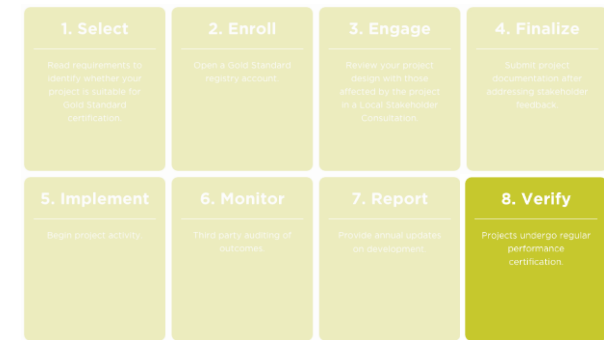 1. Select
Read requirements to
identify whether your
project is suitable for
Gold Standard
certification.
2. Enroll
Open a Gold Standard
registry account.
3. Engage
Review your project
design with those
affected by the project
in a Local Stakeholder
Consultation.
4. Finalize
Submit project
documentation after
addressing stakeholder
feedback.
5. Implement
Begin project activity.
6. Monitor
Third party auditing of
outcomes.
7. Report
Provide annual updates
on development.
8. Verify
Projects undergo regular
performance
certification.